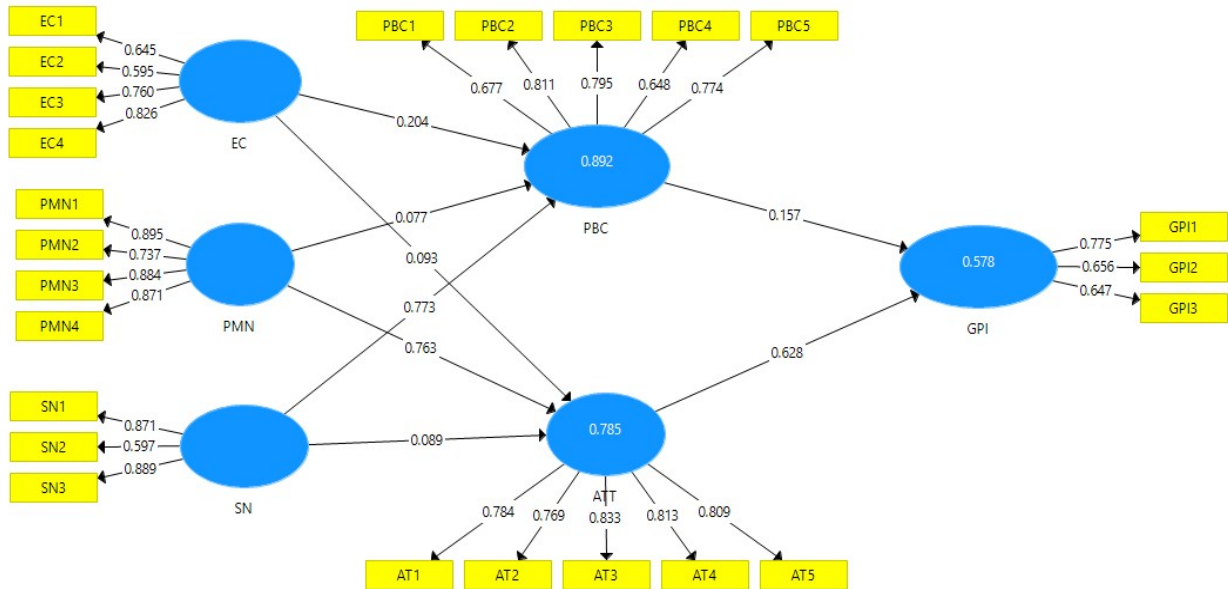 EC1
EC2
EC3
EC4
0.645
0.595
0.760
0.826
EC
PMN1
PMN2
PMN3
PMN4
0.895
0.737
0.884
0.871
PMN
SN1
SN2
SN3
0.871
0.597
0.889
SN
0.204
0.077
0.093
0.773
0.763
0.089
PBC1
PBC2
PBC3
PBC4
PBC5
0.677
0.811
0.795
0.648
0.774
0.892
PBC
0.785
ATT
0.784
0.769
0.833
0.813
0.809
AT1
AT2
AT3
AT4
AT5
0.157
0.628
0.578
GPI
0.775
0.656
0.647
GPI1
GPI2
GPI3